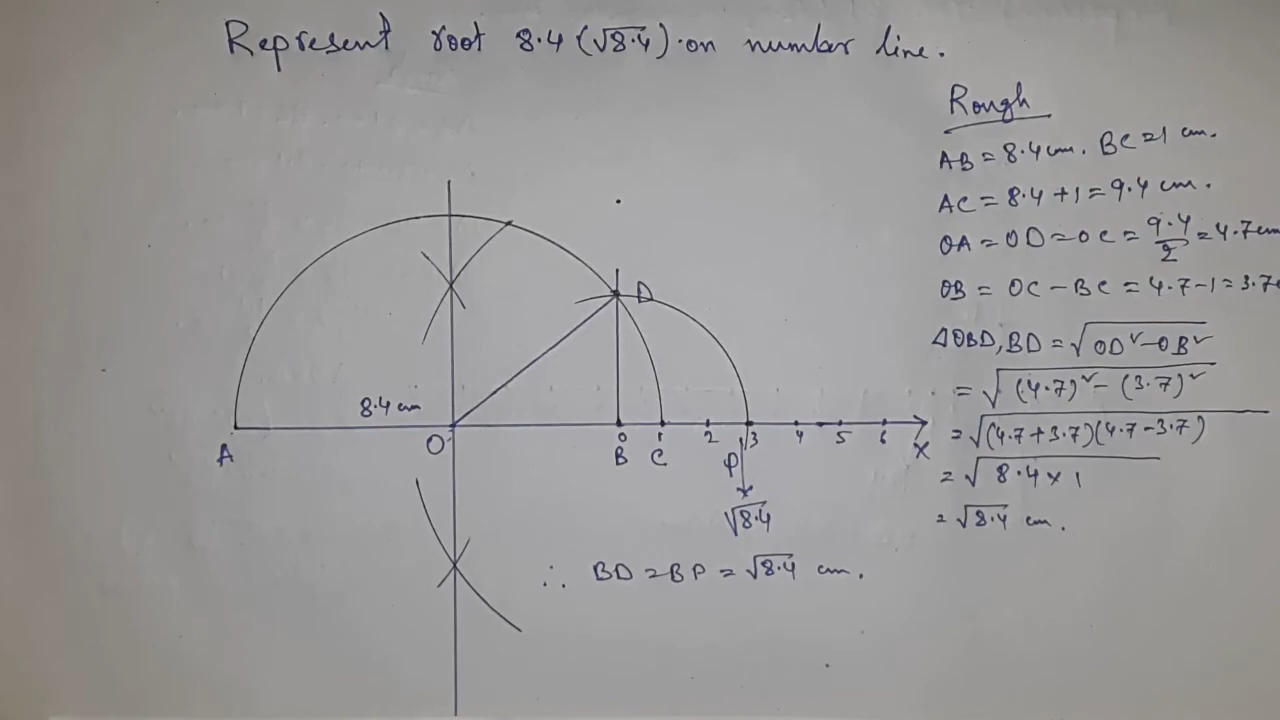 Represent root 8.4 (√8.4) on number line.
Rough
AB = 8.4 cm. BC = 1 cm.
AC = 8.4 + 1 = 9.4 cm.
OA = OD = OC = 9.4/2 = 4.7 cm
OB = OC - BC = 4.7 - 1 = 3.7
△OBD, BD = √OD² - OB²
= √(4.7)² - (3.7)²
= √(4.7 + 3.7)(4.7 - 3.7)
= √8.4 × 1
= √8.4 cm.
D
8.4 cm
A O 0 1 2 3 4 5 6 X
B C P
√8.4
∴ BD = BP = √8.4 cm.